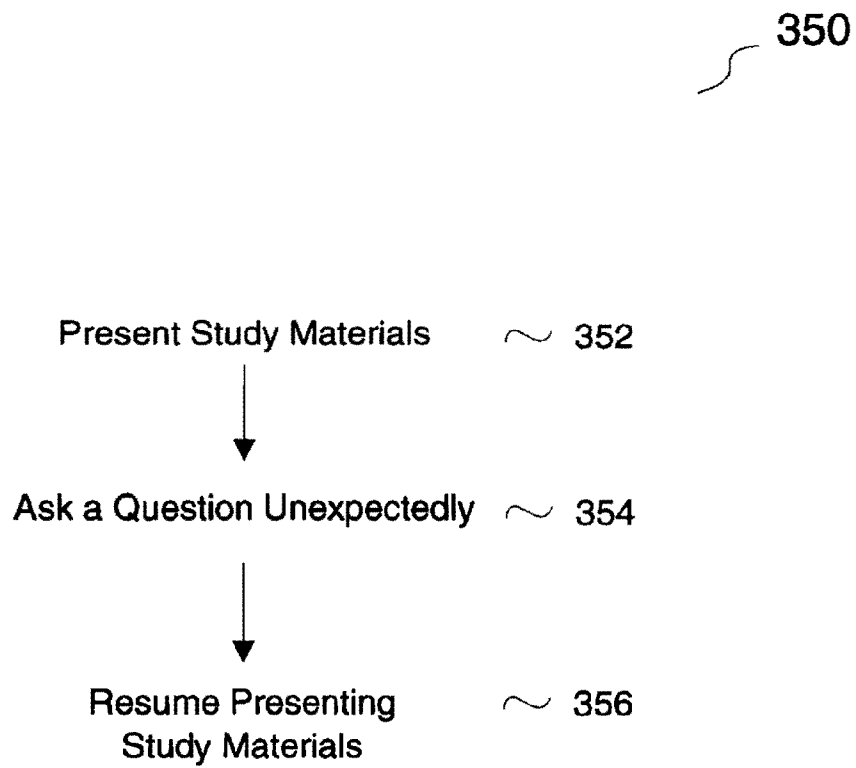 350
Present Study Materials 352
Ask a Question Unexpectedly 354
Resume Presenting 356
Study Materials